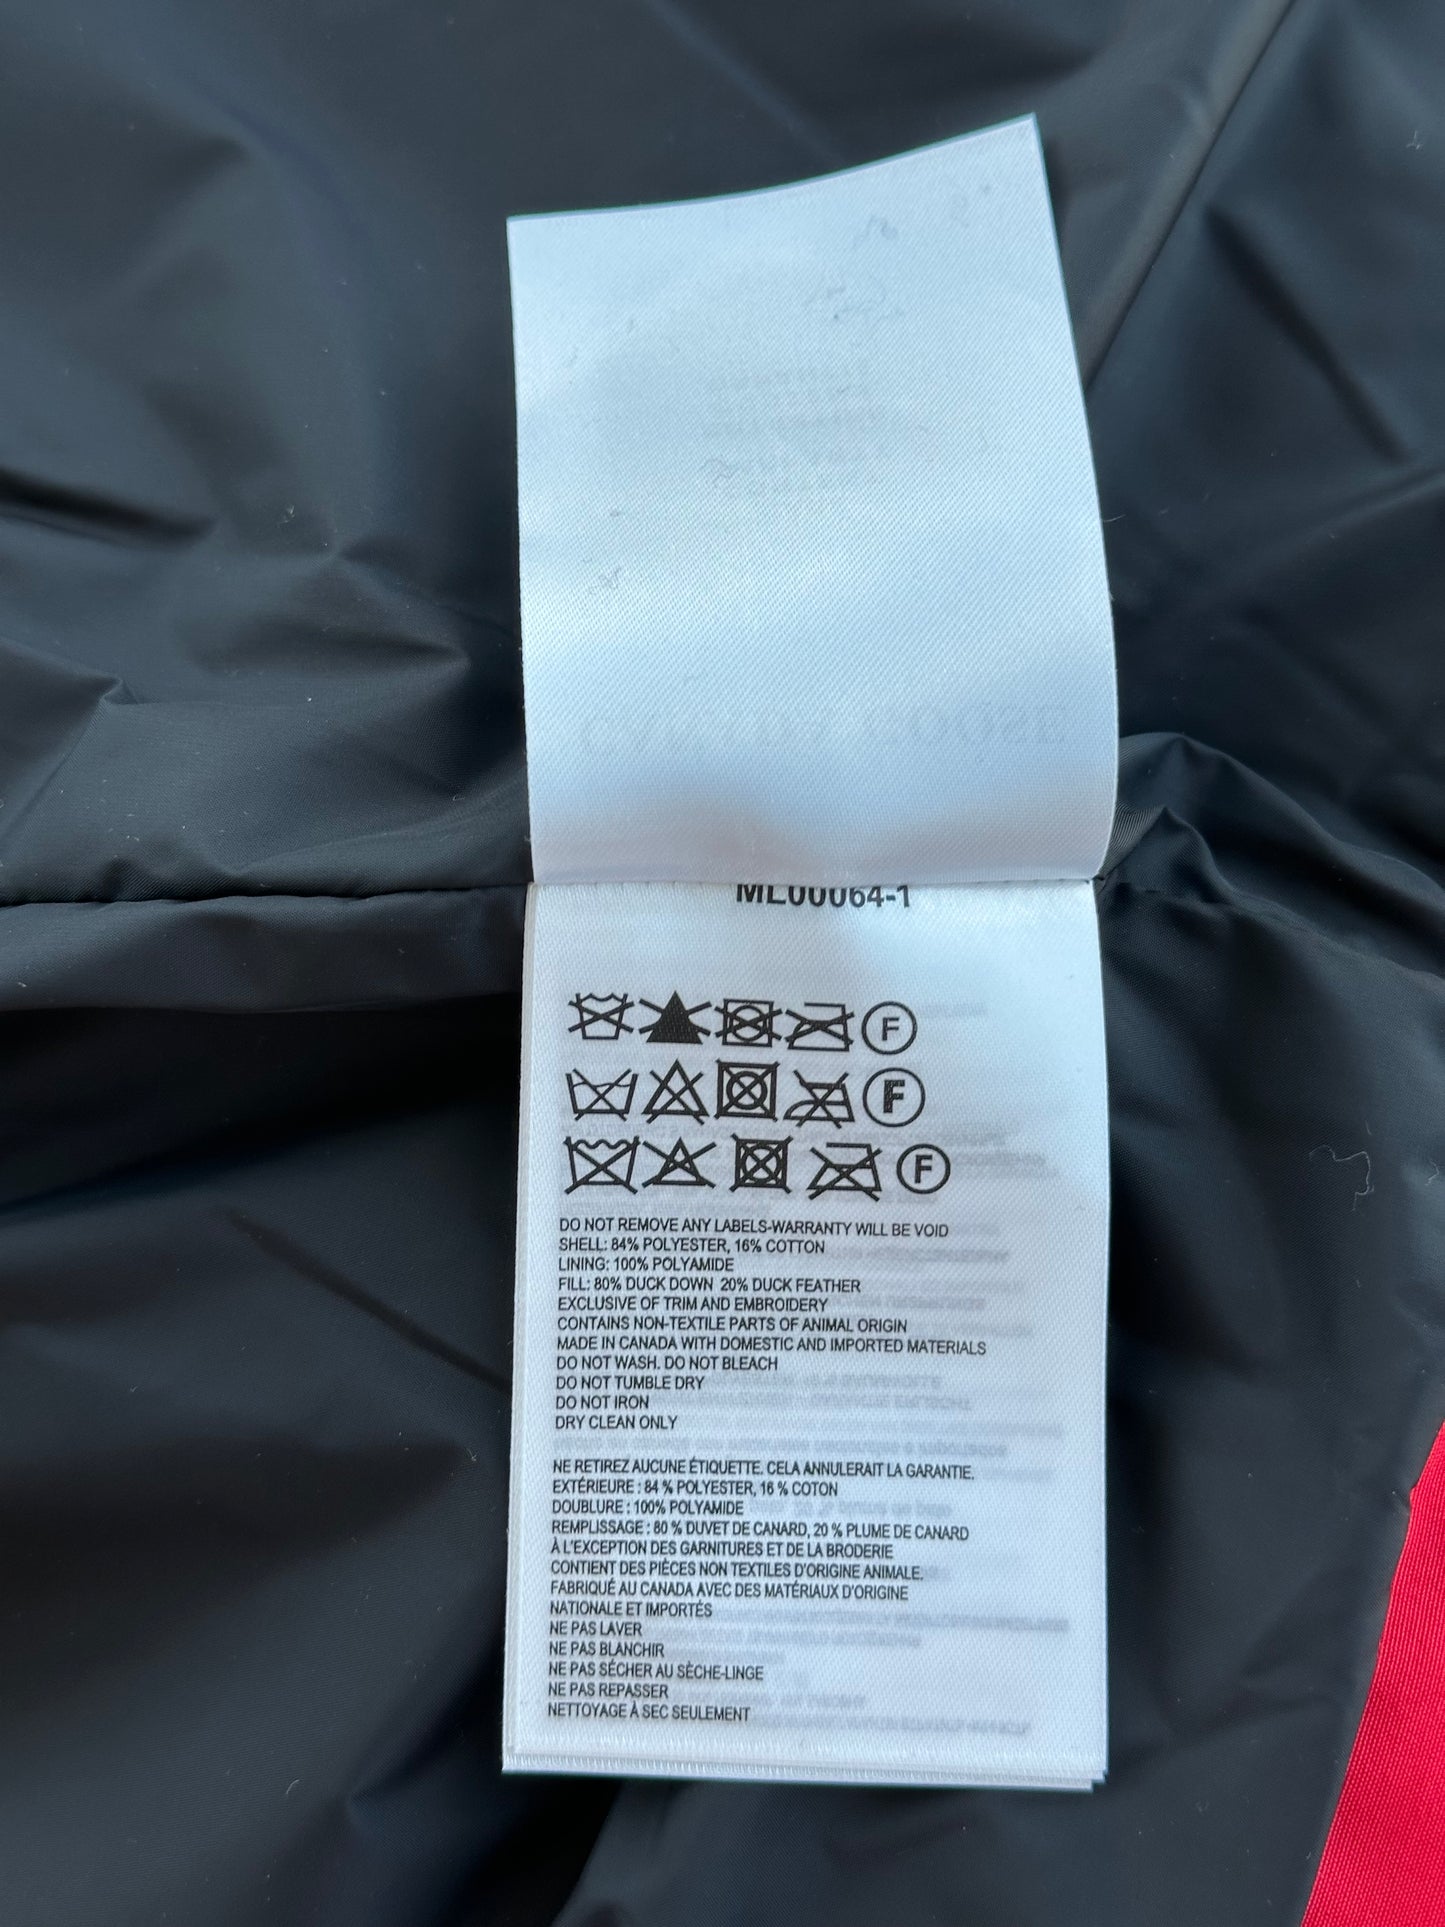 ML00064-1
F
F
F
DO NOT REMOVE ANY LABELS-WARRANTY WILL BE VOID
SHELL: 84% POLYESTER, 16% COTTON
LINING: 100% POLYAMIDE
FILL: 80% DUCK DOWN 20% DUCK FEATHER
EXCLUSIVE OF TRIM AND EMBROIDERY
CONTAINS NON-TEXTILE PARTS OF ANIMAL ORIGIN
MADE IN CANADA WITH DOMESTIC AND IMPORTED MATERIALS
DO NOT WASH. DO NOT BLEACH
DO NOT TUMBLE DRY
DO NOT IRON
DRY CLEAN ONLY
NE RETIREZ AUCUNE ÉTIQUETTE. CELA ANNULERAIT LA GARANTIE.
EXTÉRIEURE : 84 % POLYESTER, 16 % COTON
DOUBLURE : 100% POLYAMIDE
REMPLISSAGE : 80 % DUVET DE CANARD, 20 % PLUME DE CANARD
À L'EXCEPTION DES GARNITURES ET DE LA BRODERIE
CONTIENT DES PIÈCES NON TEXTILES D'ORIGINE ANIMALE.
FABRIQUÉ AU CANADA AVEC DES MATÉRIAUX D'ORIGINE
NATIONALE ET IMPORTÉS
NE PAS LAVER
NE PAS BLANCHIR
NE PAS SÉCHER AU SÈCHE-LINGE
NE PAS REPASSER
NETTOYAGE À SEC SEULEMENT